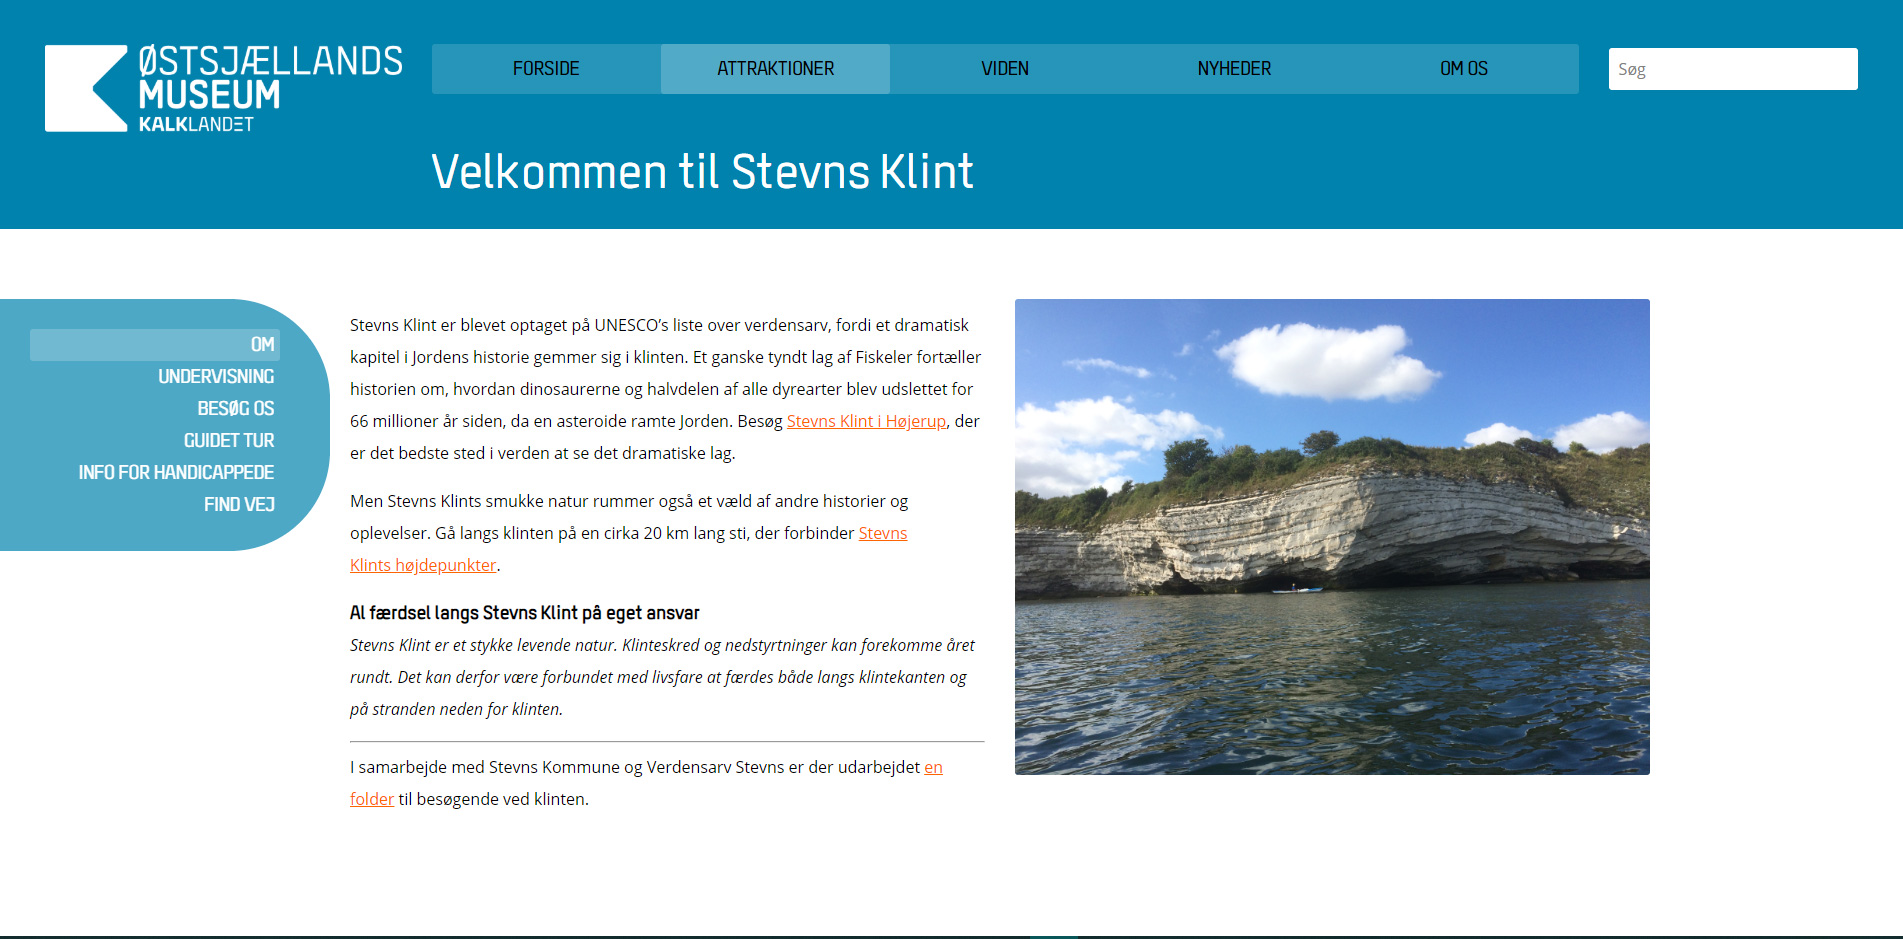 ØSTSJÆLLANDS
MUSEUM
KALKLANDET
FORSIDE
ATTRAKTIONER
VIDEN
NYHEDER
OM OS
Søg
Velkommen til Stevns Klint
OM
UNDERVISNING
BESØG OS
GUIDET TUR
INFO FOR HANDICAPPEDE
FIND VEJ
Stevns Klint er blevet optaget på UNESCO’s liste over verdensarv, fordi et dramatisk
kapitel i Jordens historie gemmer sig i klinten. Et ganske tyndt lag af Fiskeler fortæller
historien om, hvordan dinosaurerne og halvdelen af alle dyrearter blev udslettet for
66 millioner år siden, da en asteroide ramte Jorden. Besøg Stevns Klint i Højerup, der
er det bedste sted i verden at se det dramatiske lag.
Men Stevns Klints smukke natur rummer også et væld af andre historier og
oplevelser. Gå langs klinten på en cirka 20 km lang sti, der forbinder Stevns
Klints højdepunkter.
Al færdsel langs Stevns Klint på eget ansvar
Stevns Klint er et stykke levende natur. Klinteskred og nedstyrtninger kan forekomme året
rundt. Det kan derfor være forbundet med livsfare at færdes både langs klintekanten og
på stranden neden for klinten.
I samarbejde med Stevns Kommune og Verdensarv Stevns er der udarbejdet en
folder til besøgende ved klinten.